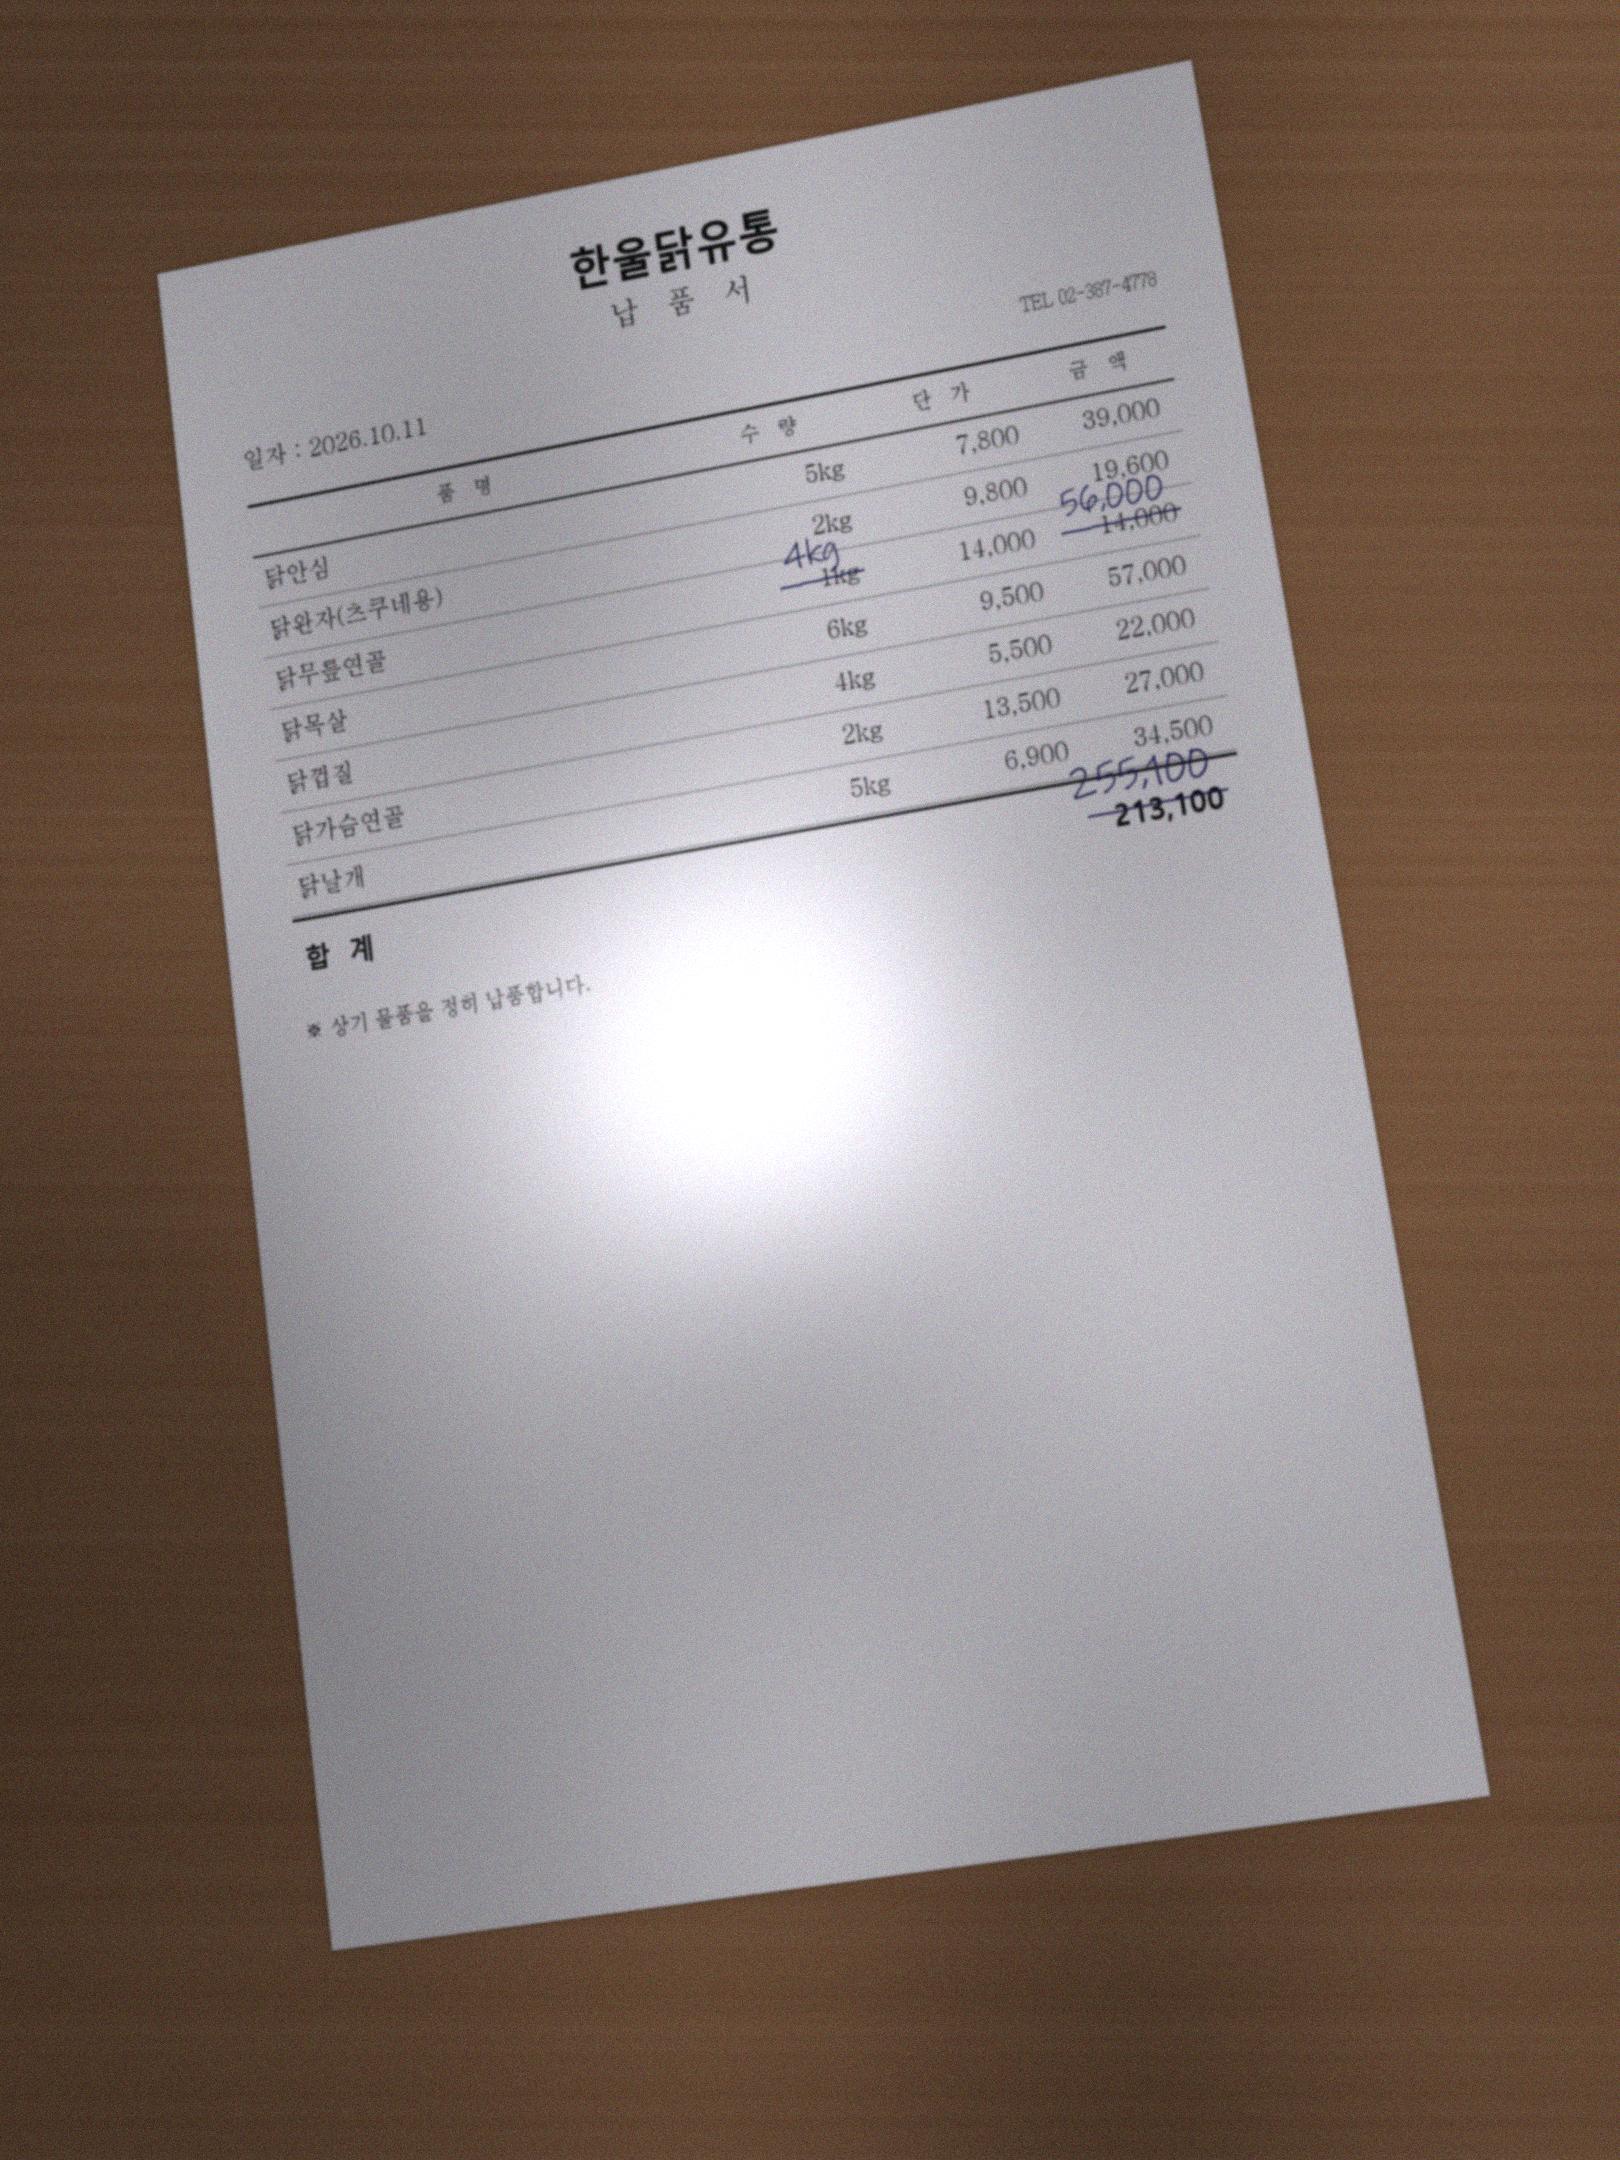 한울닭유통
납 품 서
TEL 02-387-4778
일자 : 2026.10.11
품 명 수 량 단 가 금 액
닭안심 5kg 7,800 39,000
닭완자(츠쿠네용) 2kg 9,800 19,600
4kg 56,000
닭무릎연골 1kg 14,000 14,000
닭목살 6kg 9,500 57,000
닭껍질 4kg 5,500 22,000
닭가슴연골 2kg 13,500 27,000
닭날개 5kg 6,900 34,500
255,100
합 계 213,100
※ 상기 물품을 정히 납품합니다.